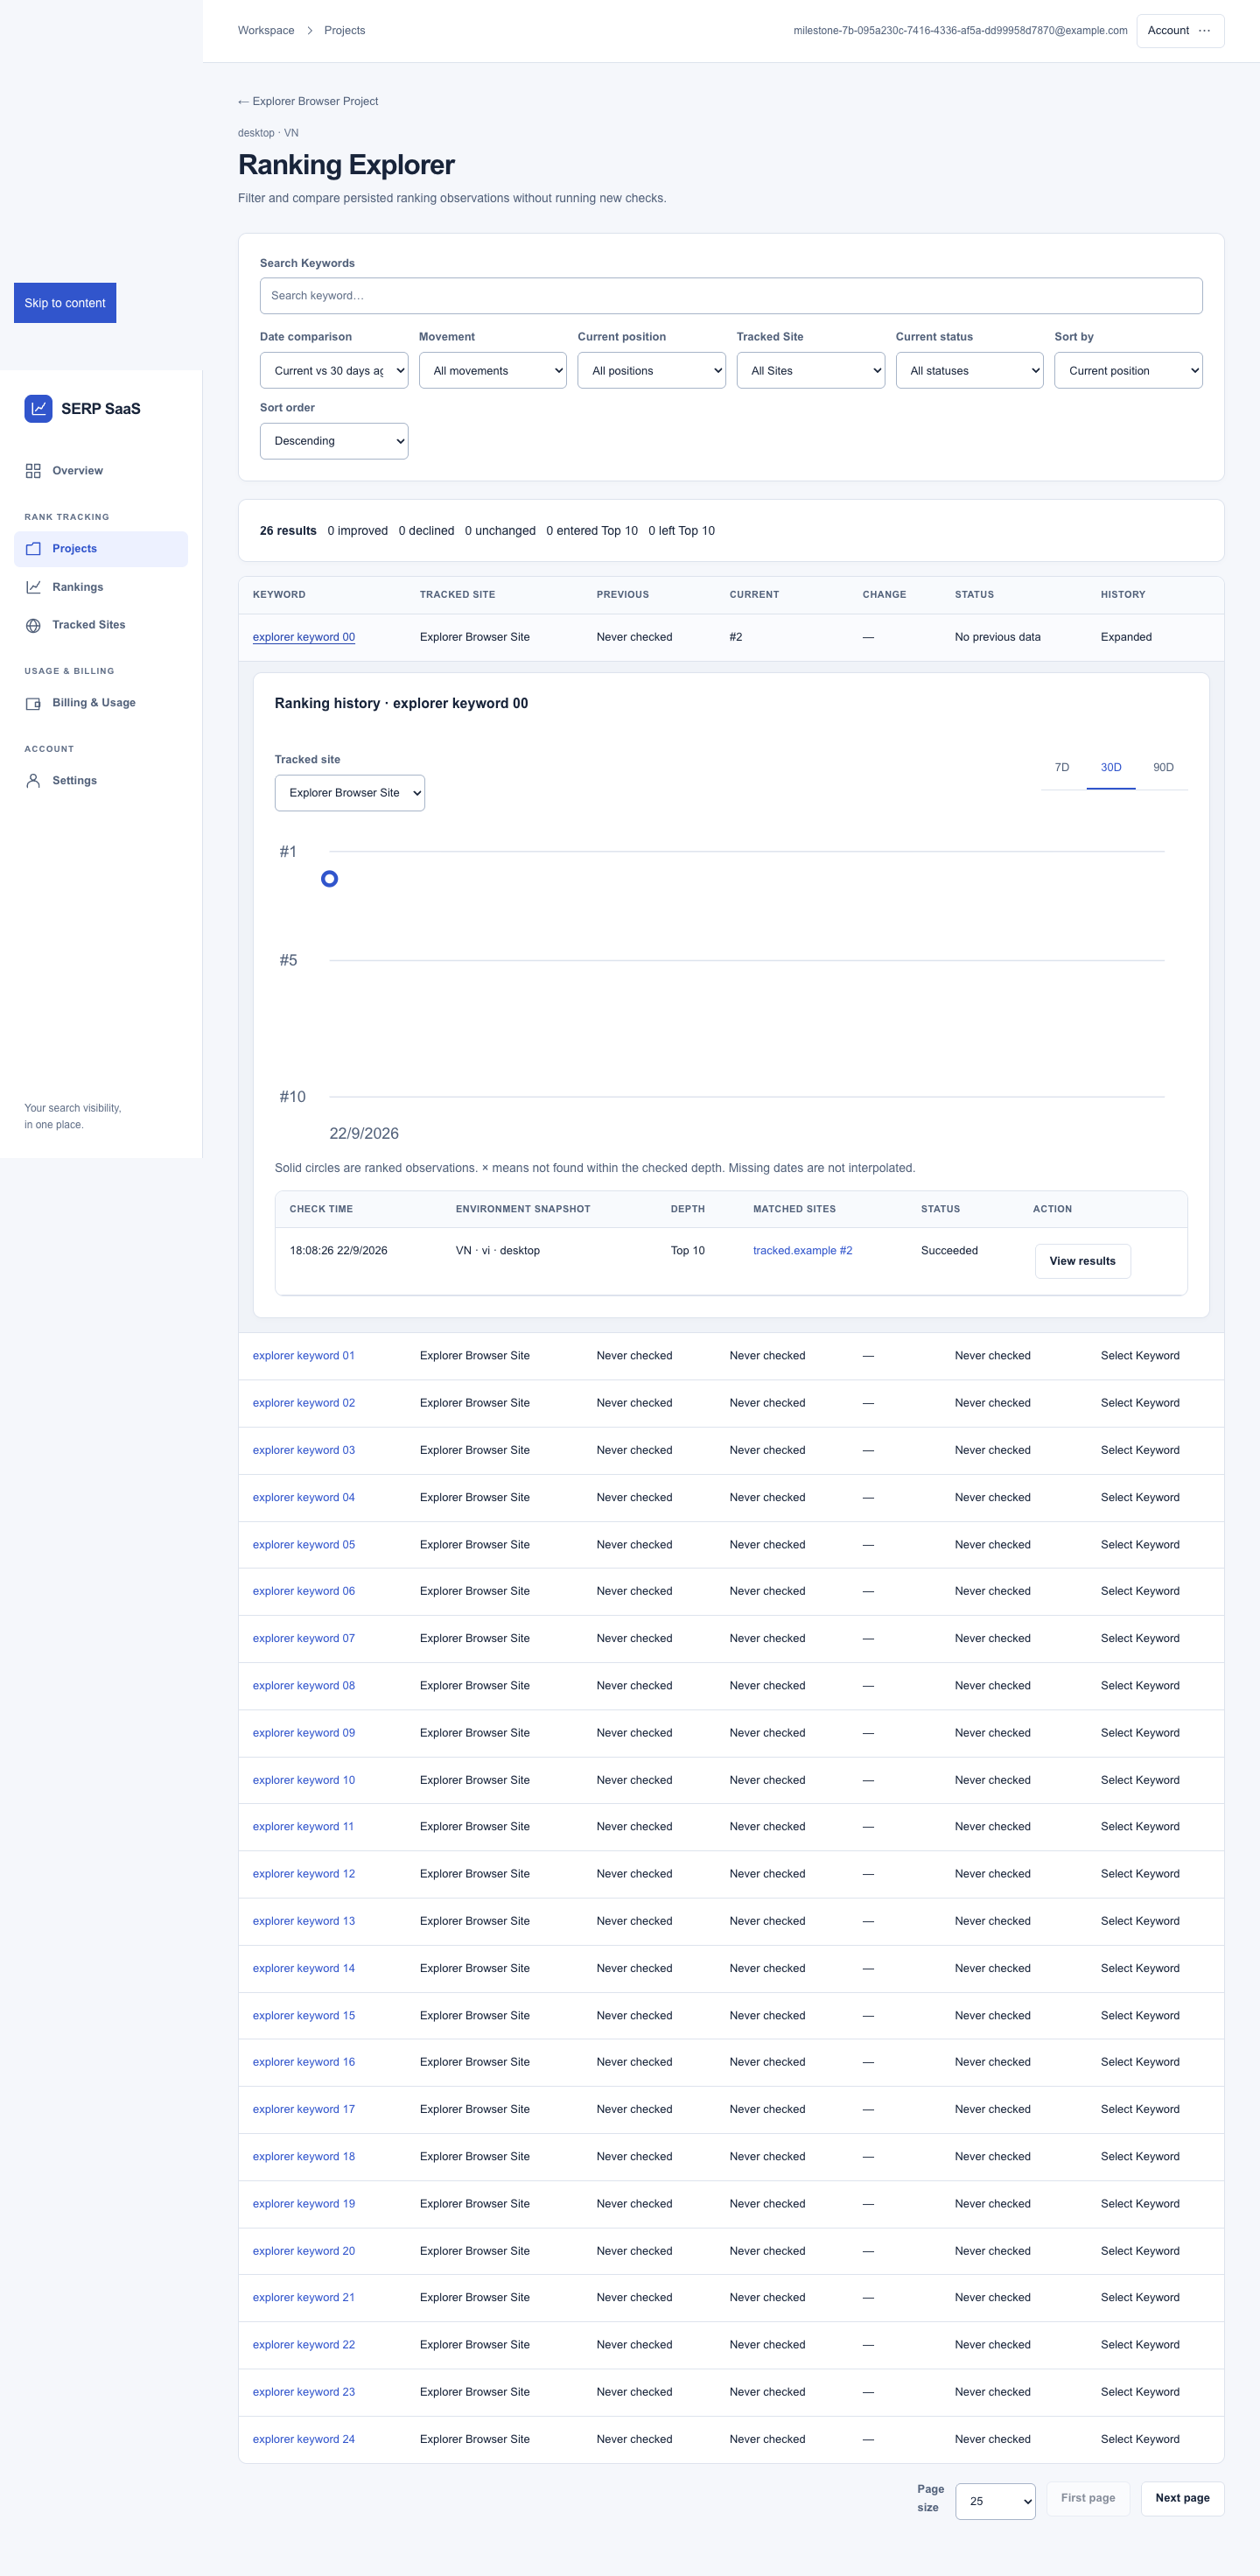 Workspace > Projects
milestone-7b-095a230c-7416-4336-af5a-dd99958d7870@example.com
Account ···
← Explorer Browser Project
desktop · VN
Ranking Explorer
Filter and compare persisted ranking observations without running new checks.
Skip to content
SERP SaaS
Overview
RANK TRACKING
Projects
Rankings
Tracked Sites
USAGE & BILLING
Billing & Usage
ACCOUNT
Settings
Your search visibility,
in one place.
Search Keywords
Search keyword...
Date comparison Movement Current position Tracked Site Current status Sort by
Current vs 30 days ag All movements All positions All Sites All statuses Current position
Sort order
Descending
26 results 0 improved 0 declined 0 unchanged 0 entered Top 10 0 left Top 10
KEYWORD TRACKED SITE PREVIOUS CURRENT CHANGE STATUS HISTORY
explorer keyword 00 Explorer Browser Site Never checked #2 — No previous data Expanded
Ranking history · explorer keyword 00
Tracked site
Explorer Browser Site
7D 30D 90D
#1
#5
#10
22/9/2026
Solid circles are ranked observations. × means not found within the checked depth. Missing dates are not interpolated.
CHECK TIME ENVIRONMENT SNAPSHOT DEPTH MATCHED SITES STATUS ACTION
18:08:26 22/9/2026 VN · vi · desktop Top 10 tracked.example #2 Succeeded View results
explorer keyword 01 Explorer Browser Site Never checked Never checked — Never checked Select Keyword
explorer keyword 02 Explorer Browser Site Never checked Never checked — Never checked Select Keyword
explorer keyword 03 Explorer Browser Site Never checked Never checked — Never checked Select Keyword
explorer keyword 04 Explorer Browser Site Never checked Never checked — Never checked Select Keyword
explorer keyword 05 Explorer Browser Site Never checked Never checked — Never checked Select Keyword
explorer keyword 06 Explorer Browser Site Never checked Never checked — Never checked Select Keyword
explorer keyword 07 Explorer Browser Site Never checked Never checked — Never checked Select Keyword
explorer keyword 08 Explorer Browser Site Never checked Never checked — Never checked Select Keyword
explorer keyword 09 Explorer Browser Site Never checked Never checked — Never checked Select Keyword
explorer keyword 10 Explorer Browser Site Never checked Never checked — Never checked Select Keyword
explorer keyword 11 Explorer Browser Site Never checked Never checked — Never checked Select Keyword
explorer keyword 12 Explorer Browser Site Never checked Never checked — Never checked Select Keyword
explorer keyword 13 Explorer Browser Site Never checked Never checked — Never checked Select Keyword
explorer keyword 14 Explorer Browser Site Never checked Never checked — Never checked Select Keyword
explorer keyword 15 Explorer Browser Site Never checked Never checked — Never checked Select Keyword
explorer keyword 16 Explorer Browser Site Never checked Never checked — Never checked Select Keyword
explorer keyword 17 Explorer Browser Site Never checked Never checked — Never checked Select Keyword
explorer keyword 18 Explorer Browser Site Never checked Never checked — Never checked Select Keyword
explorer keyword 19 Explorer Browser Site Never checked Never checked — Never checked Select Keyword
explorer keyword 20 Explorer Browser Site Never checked Never checked — Never checked Select Keyword
explorer keyword 21 Explorer Browser Site Never checked Never checked — Never checked Select Keyword
explorer keyword 22 Explorer Browser Site Never checked Never checked — Never checked Select Keyword
explorer keyword 23 Explorer Browser Site Never checked Never checked — Never checked Select Keyword
explorer keyword 24 Explorer Browser Site Never checked Never checked — Never checked Select Keyword
Page
size
25
First page
Next page